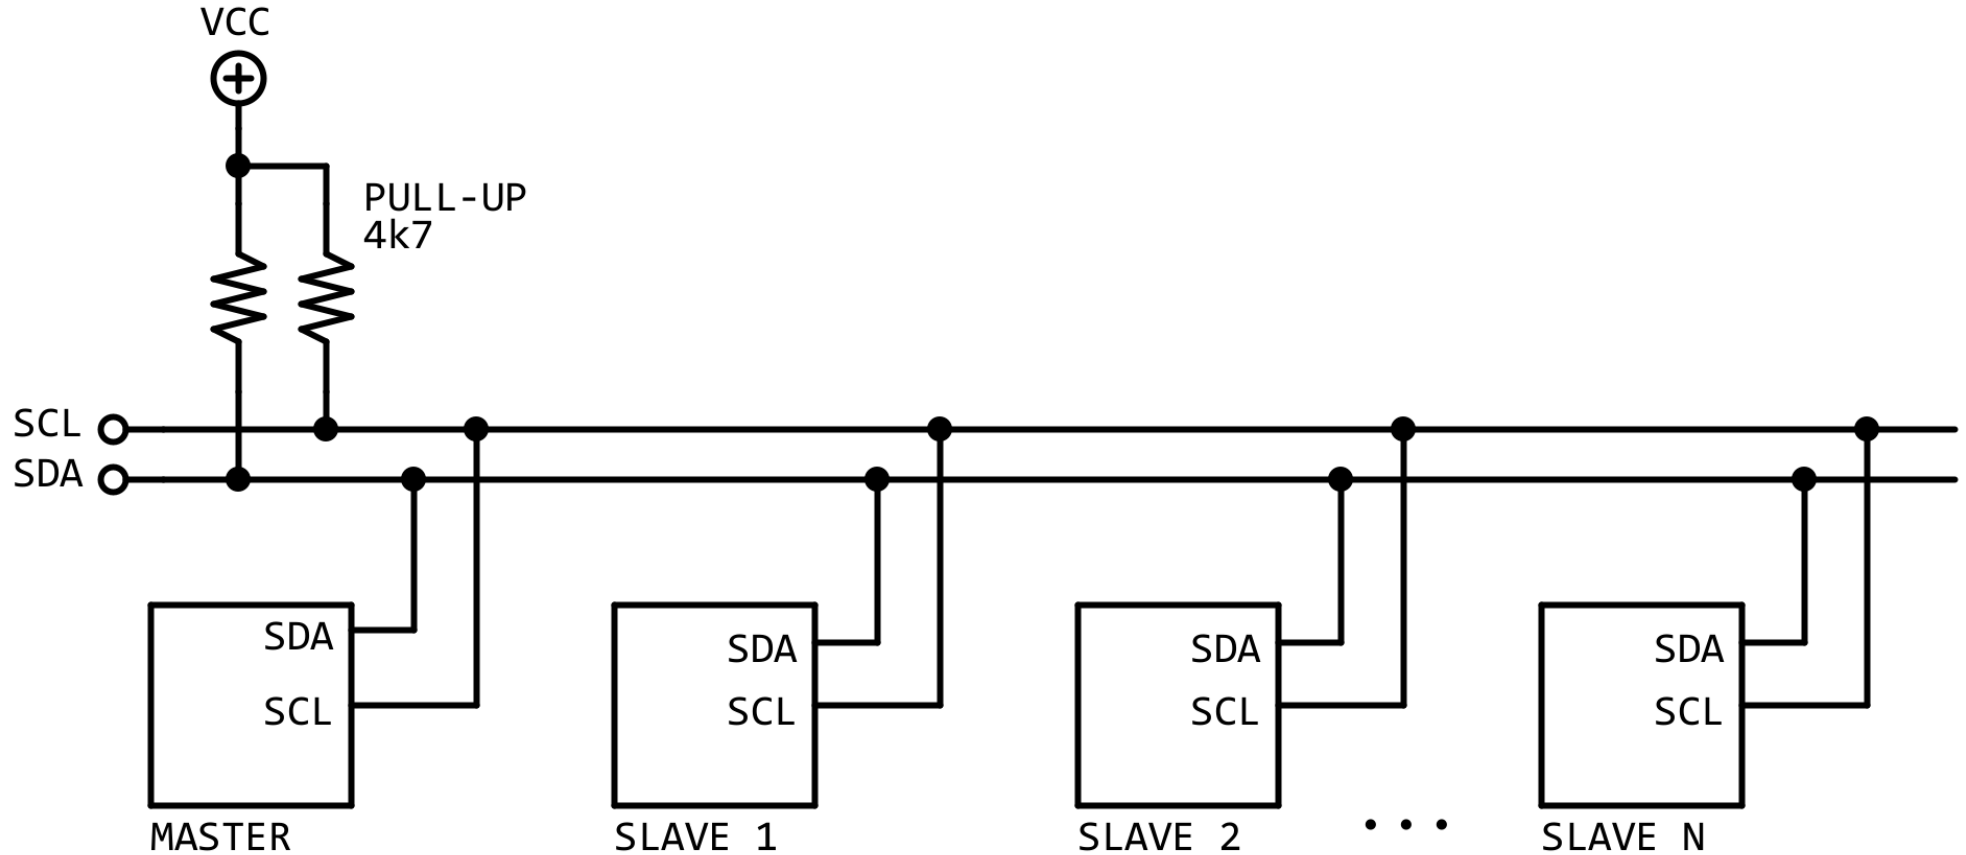 VCC
PULL-UP
4k7
SCL
SDA
SDA
SCL
MASTER
SDA
SCL
SLAVE 1
SDA
SCL
SLAVE 2
...
SDA
SCL
SLAVE N